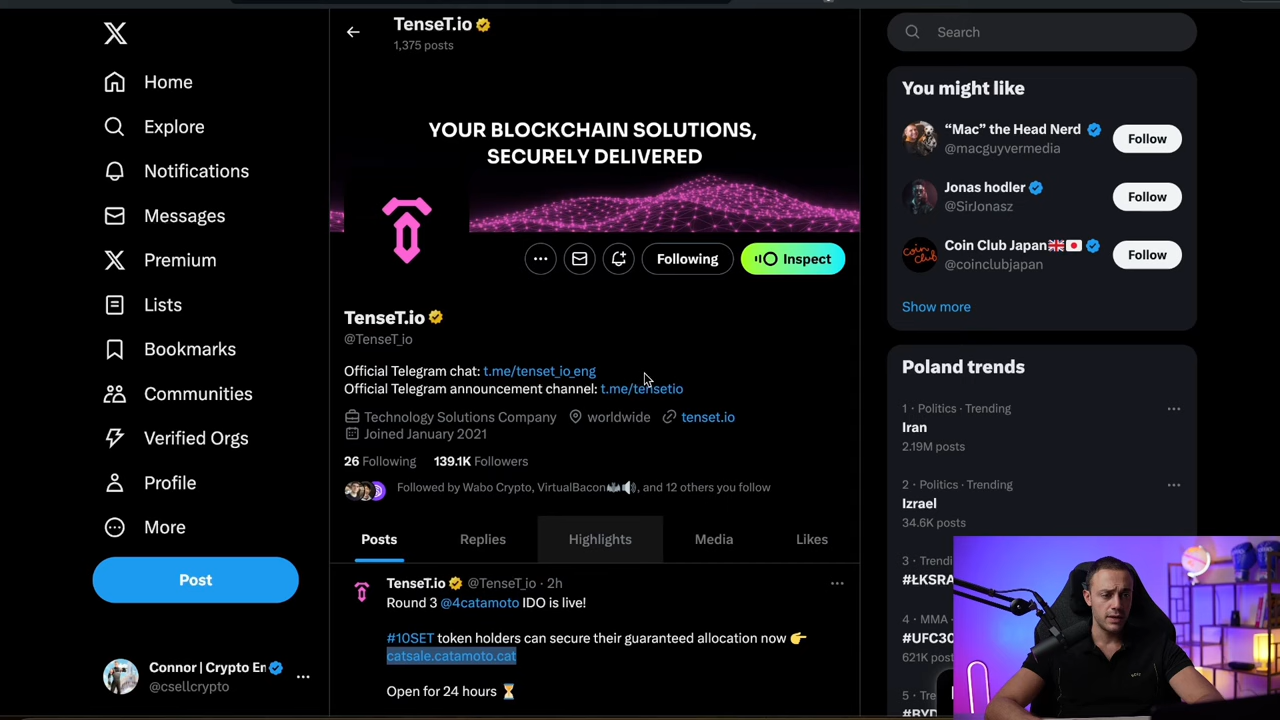 Home
Explore
Notifications
Messages
Premium
Lists
Bookmarks
Communities
Verified Orgs
Profile
More
Post
Connor | Crypto En
@csellcrypto
TenseT.io
1,375 posts
YOUR BLOCKCHAIN SOLUTIONS,
SECURELY DELIVERED
Following
Inspect
TenseT.io
@TenseT_io
Official Telegram chat: t.me/tenset_io_eng
Official Telegram announcement channel: t.me/tensetio
Technology Solutions Company worldwide tenset.io
Joined January 2021
26 Following 139.1K Followers
Followed by Wabo Crypto, VirtualBacon, and 12 others you follow
Posts Replies Highlights Media Likes
TenseT.io @TenseT_io · 2h
Round 3 @4catamoto IDO is live!
#10SET token holders can secure their guaranteed allocation now 👉
catsale.catamoto.cat
Open for 24 hours ⏳
Search
You might like
“Mac” the Head Nerd
@macguyvermedia
Follow
Jonas hodler
@SirJonasz
Follow
Coin Club Japan🇬🇧🇯🇵
@coinclubjapan
Follow
Show more
Poland trends
1 · Politics · Trending
Iran
2.19M posts
2 · Politics · Trending
Izrael
34.6K posts
3 · Trendi
#ŁKSRA
4 · MMA ·
#UFC30
621K pos
5 · Tre
#BYD